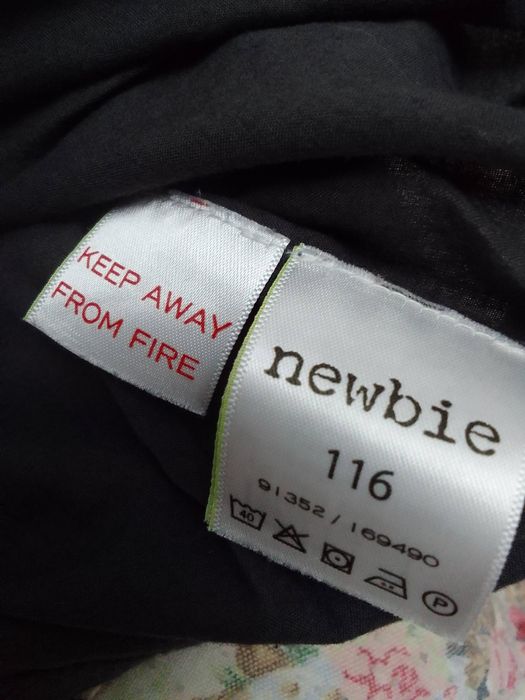 KEEP AWAY
FROM FIRE
newbie
116
91352/169490
40
P